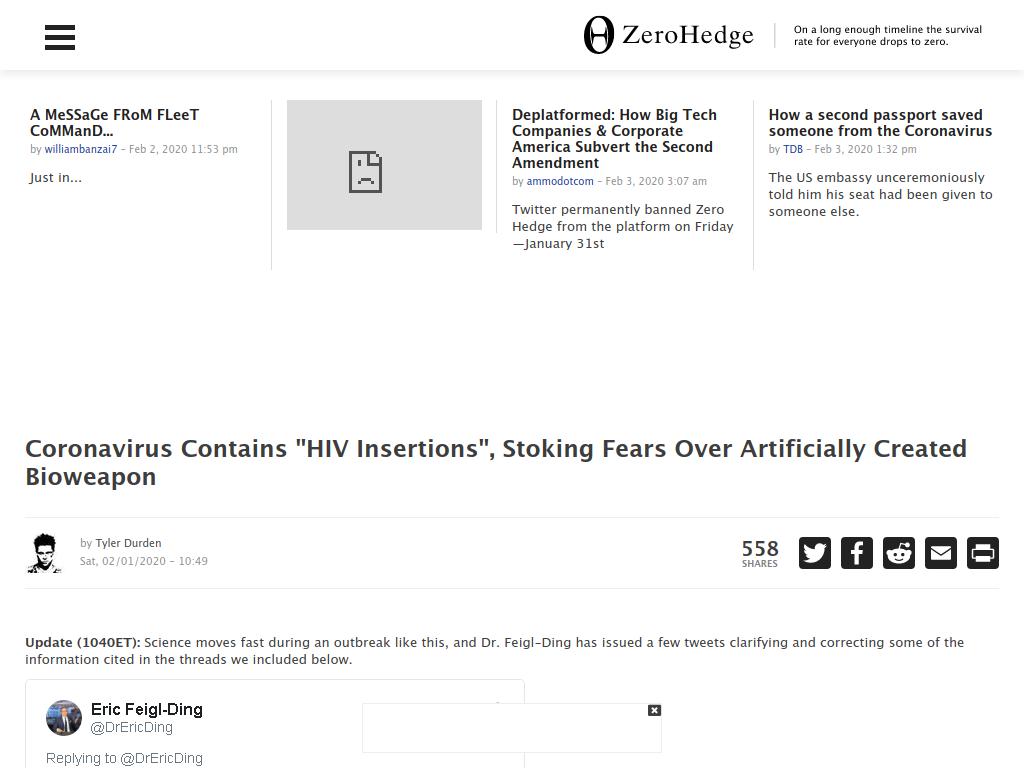 ZeroHedge
On a long enough timeline the survival
rate for everyone drops to zero.
A MeSSaGe FRoM FLeeT
CoMManD...
by williambanzai7 - Feb 2, 2020 11:53 pm
Just in...
Deplatformed: How Big Tech
Companies & Corporate
America Subvert the Second
Amendment
by ammodotcom - Feb 3, 2020 3:07 am
Twitter permanently banned Zero
Hedge from the platform on Friday
—January 31st
How a second passport saved
someone from the Coronavirus
by TDB - Feb 3, 2020 1:32 pm
The US embassy unceremoniously
told him his seat had been given to
someone else.
Coronavirus Contains "HIV Insertions", Stoking Fears Over Artificially Created
Bioweapon
by Tyler Durden
Sat, 02/01/2020 - 10:49
558
SHARES
Update (1040ET): Science moves fast during an outbreak like this, and Dr. Feigl-Ding has issued a few tweets clarifying and correcting some of the
information cited in the threads we included below.
Eric Feigl-Ding
@DrEricDing
Replying to @DrEricDing